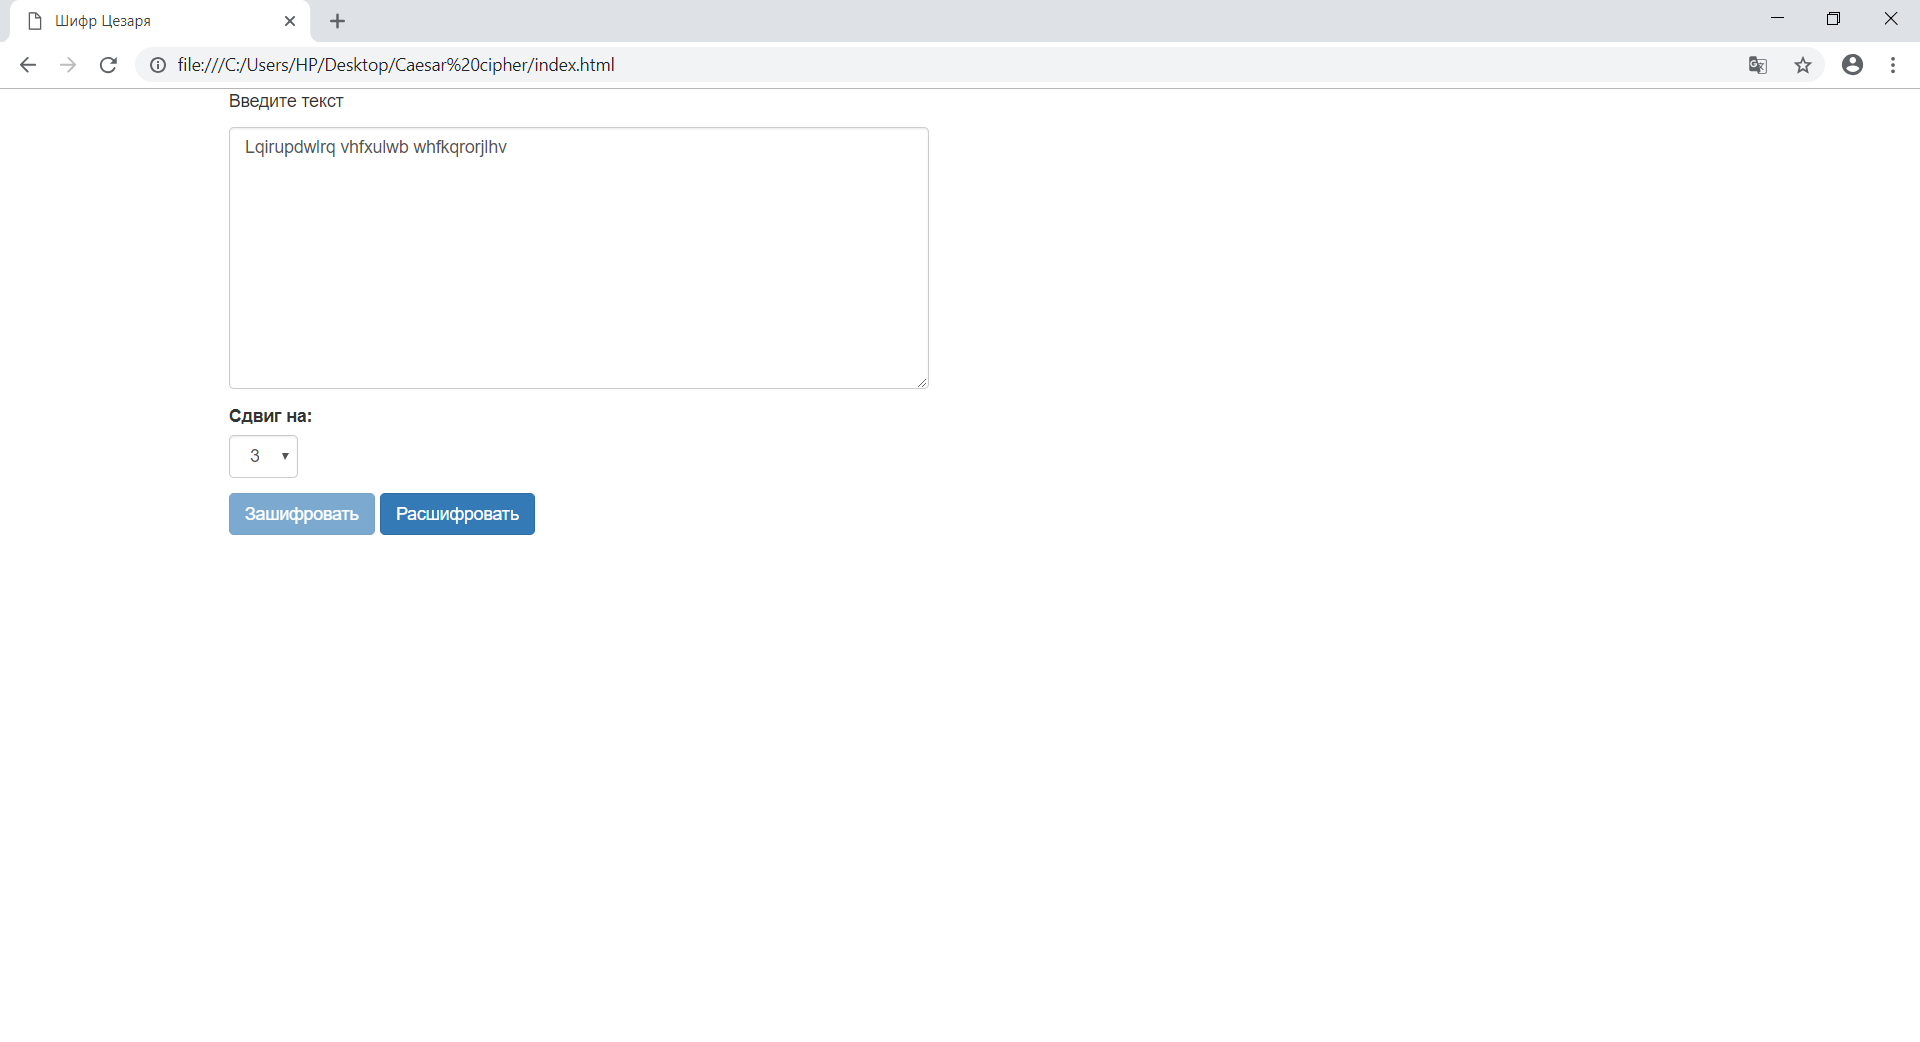 Шифр Цезаря
file:///C:/Users/HP/Desktop/Caesar%20cipher/index.html
Введите текст
Lqirupdwlrq vhfxulwb whfkqrorjlhv
Сдвиг на:
3
Зашифровать Расшифровать